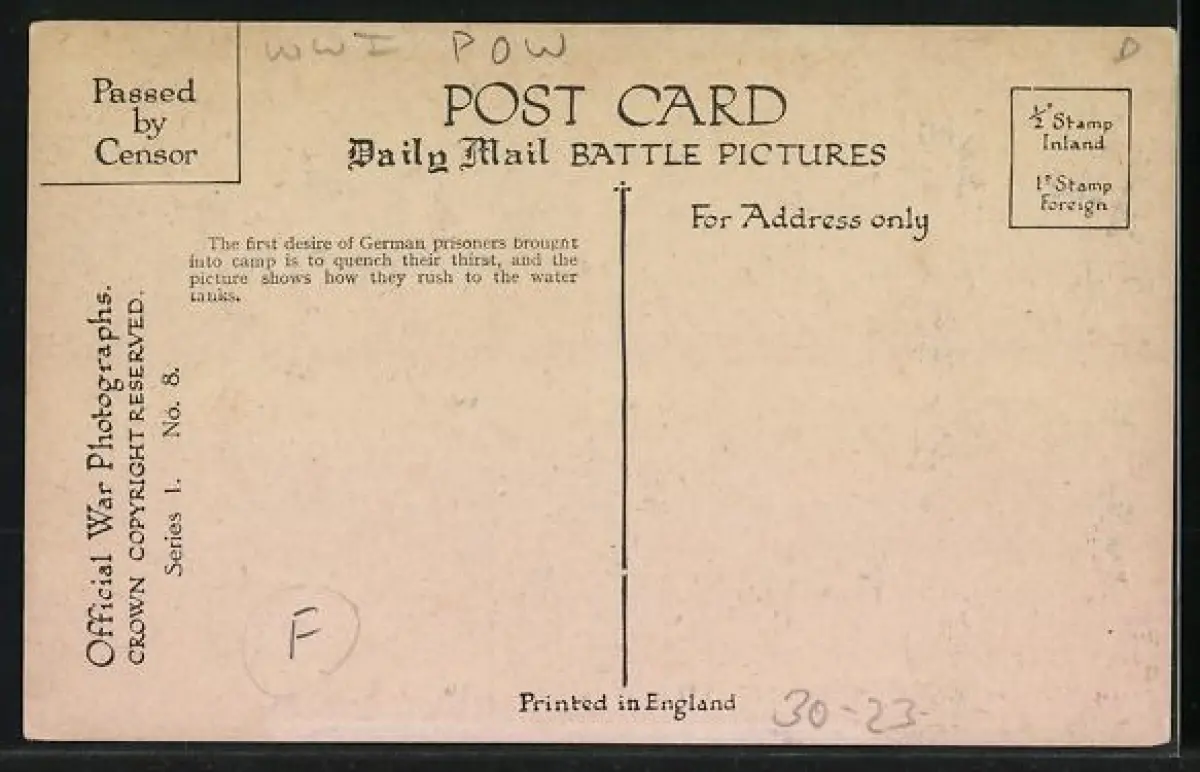 WWI POW
D
Passed
by
Censor
POST CARD
Daily Mail BATTLE PICTURES
½ᴰ Stamp
Inland
1ᴰ Stamp
Foreign
For Address only
The first desire of German prisoners brought
into camp is to quench their thirst, and the
picture shows how they rush to the water
tanks.
Official War Photographs.
CROWN COPYRIGHT RESERVED.
Series 1. No. 8.
F
Printed in England
30-23-